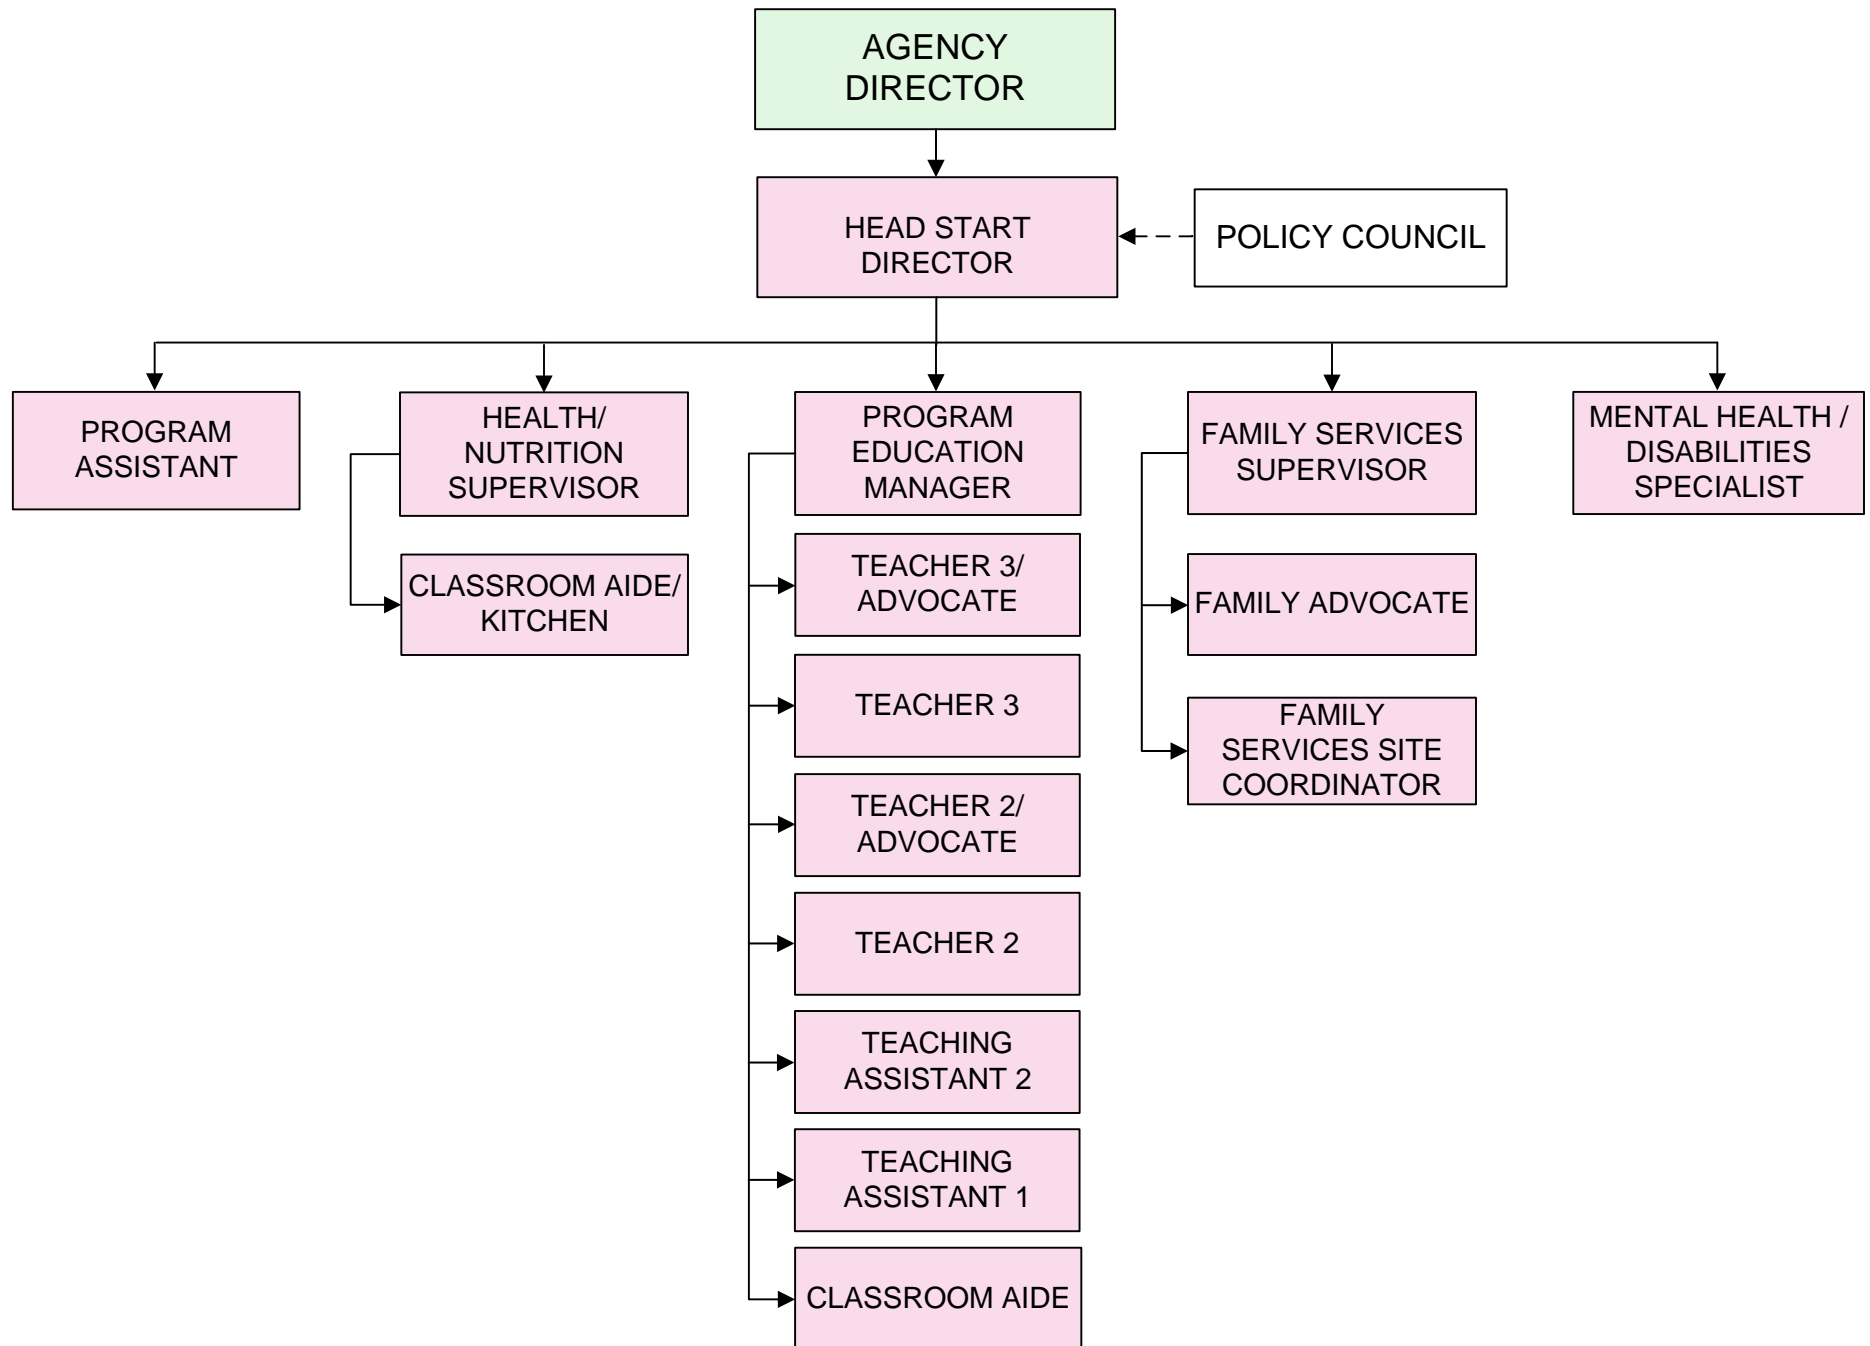 AGENCY
DIRECTOR
HEAD START
DIRECTOR
POLICY COUNCIL
PROGRAM
ASSISTANT
HEALTH/
NUTRITION
SUPERVISOR
PROGRAM
EDUCATION
MANAGER
FAMILY SERVICES
SUPERVISOR
MENTAL HEALTH /
DISABILITIES
SPECIALIST
CLASSROOM AIDE/
KITCHEN
TEACHER 3/
ADVOCATE
FAMILY ADVOCATE
TEACHER 3
FAMILY
SERVICES SITE
COORDINATOR
TEACHER 2/
ADVOCATE
TEACHER 2
TEACHING
ASSISTANT 2
TEACHING
ASSISTANT 1
CLASSROOM AIDE